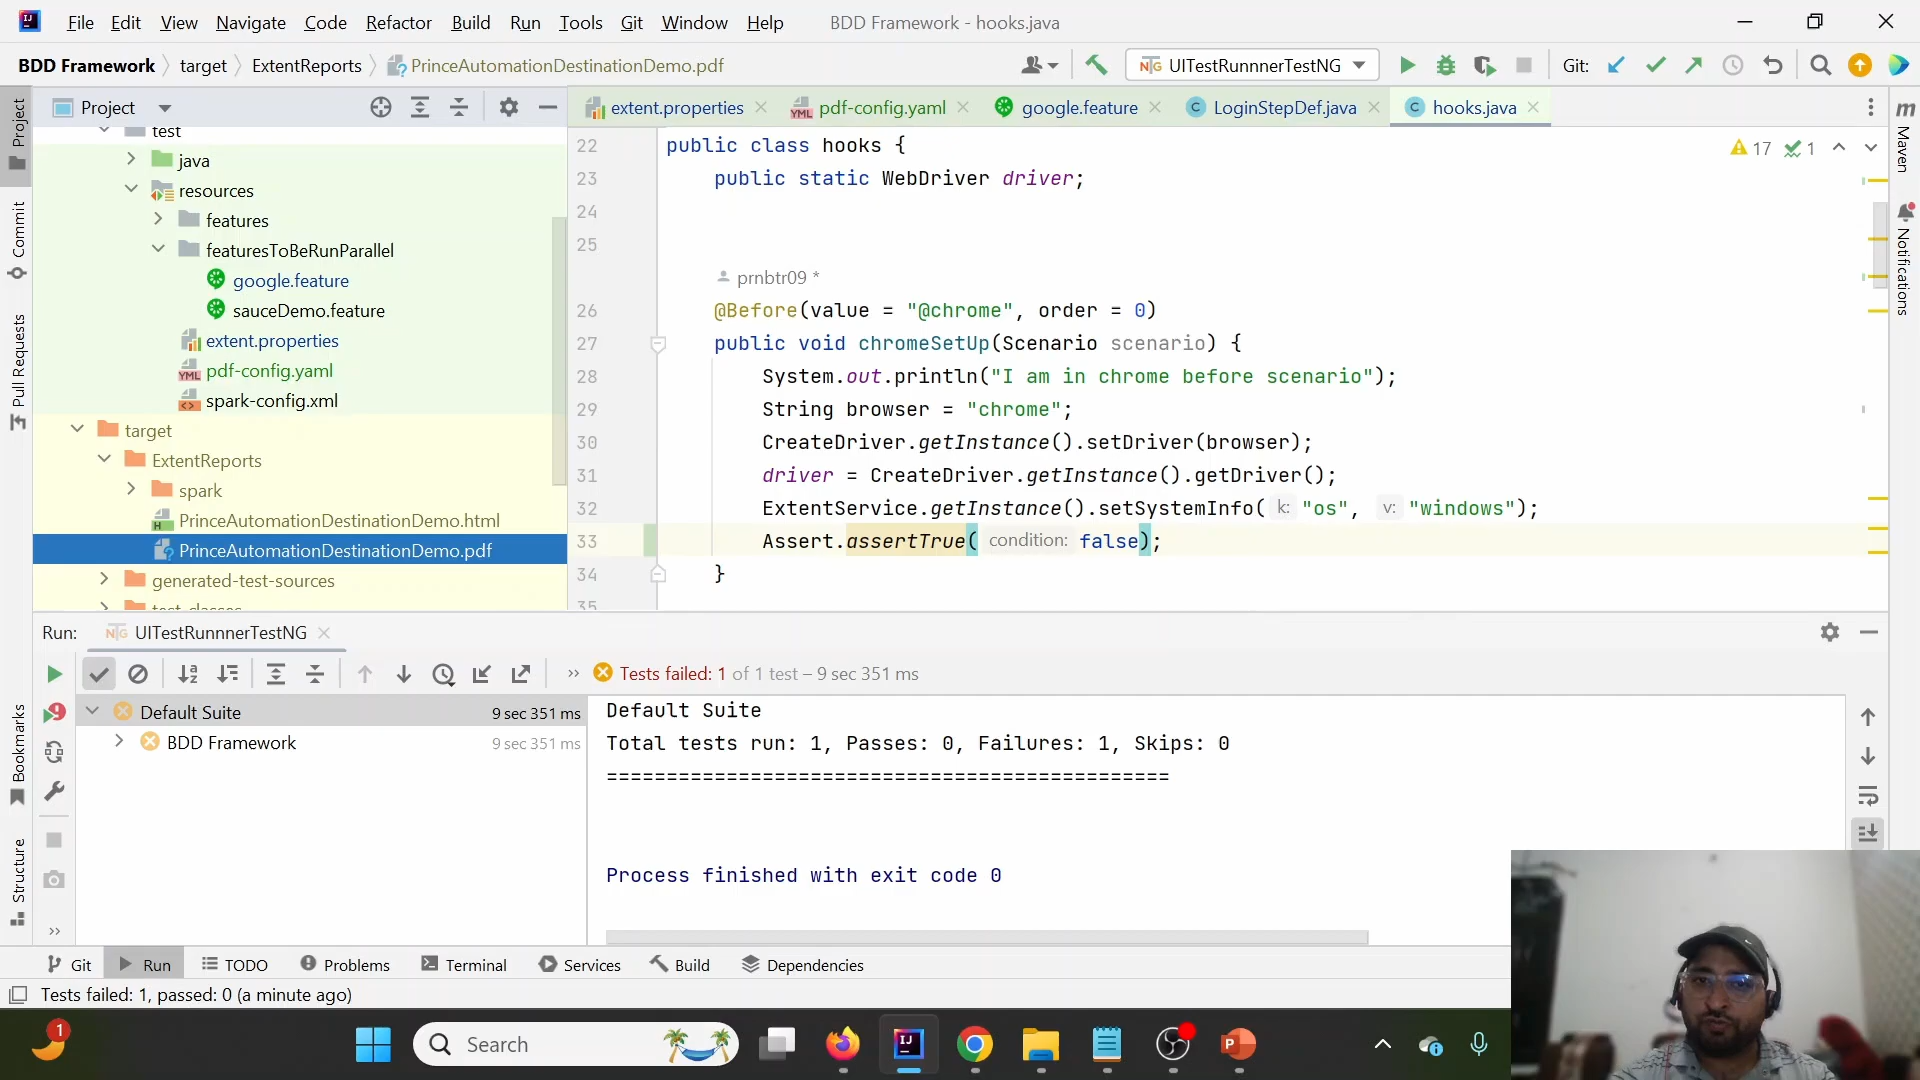 File Edit View Navigate Code Refactor Build Run Tools Git Window Help BDD Framework - hooks.java
BDD Framework target ExtentReports PrinceAutomationDestinationDemo.pdf UITestRunnnerTestNG Git:
Project
extent.properties pdf-config.yaml google.feature LoginStepDef.java hooks.java
test
java
resources
features
featuresToBeRunParallel
google.feature
sauceDemo.feature
extent.properties
pdf-config.yaml
spark-config.xml
target
ExtentReports
spark
PrinceAutomationDestinationDemo.html
PrinceAutomationDestinationDemo.pdf
generated-test-sources
test-classes
17 1
22 public class hooks {
23 public static WebDriver driver;
24
25
prnbtr09 *
26 @Before(value = "@chrome", order = 0)
27 public void chromeSetUp(Scenario scenario) {
28 System.out.println("I am in chrome before scenario");
29 String browser = "chrome";
30 CreateDriver.getInstance().setDriver(browser);
31 driver = CreateDriver.getInstance().getDriver();
32 ExtentService.getInstance().setSystemInfo( k: "os", v: "windows");
33 Assert.assertTrue( condition: false);
34 }
35
Project
Commit
Pull Requests
Bookmarks
Structure
Maven
Notifications
Run: UITestRunnnerTestNG
Tests failed: 1 of 1 test – 9 sec 351 ms
Default Suite 9 sec 351 ms
BDD Framework 9 sec 351 ms
Default Suite
Total tests run: 1, Passes: 0, Failures: 1, Skips: 0
===============================================
Process finished with exit code 0
Git Run TODO Problems Terminal Services Build Dependencies
Tests failed: 1, passed: 0 (a minute ago)
1
Search